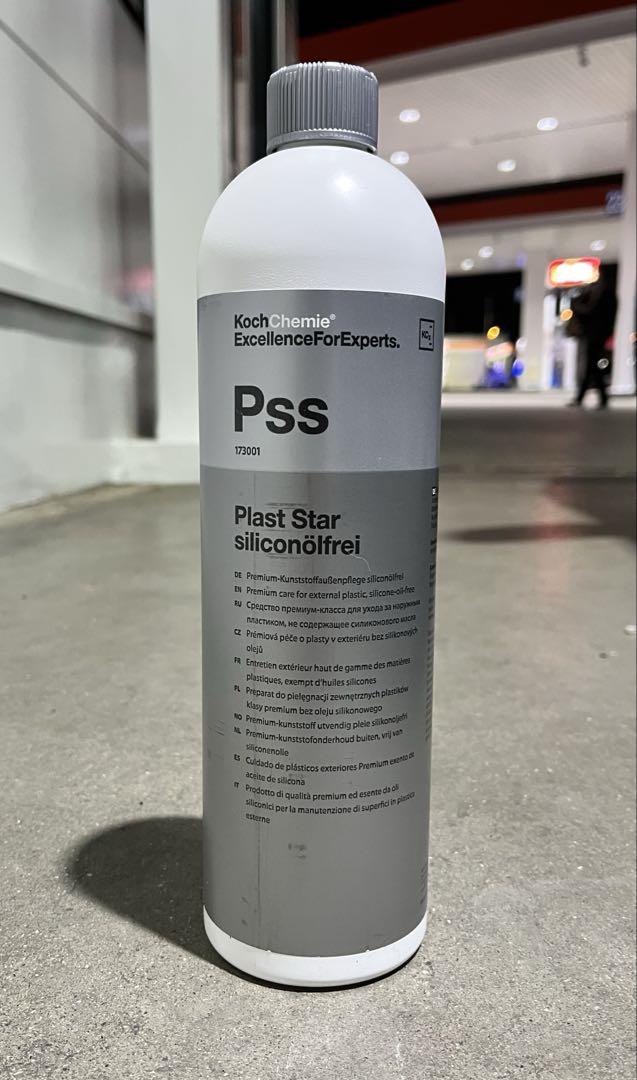 KochChemie®
ExcellenceForExperts.
KCX
Pss
173001
Plast Star
siliconölfrei
DE Premium-Kunststoffaußenpflege siliconölfrei
EN Premium care for external plastic, silicone-oil-free
RU Средство премиум-класса для ухода за наружным
пластиком, не содержащее силиконового масла
CZ Prémiová péče o plasty v exteriéru bez silikonových
olejů
FR Entretien extérieur haut de gamme des matières
plastiques, exempt d'huiles silicones
PL Preparat do pielęgnacji zewnętrznych plastików
klasy premium bez oleju silikonowego
NO Premium-kunststoff utvendig pleie silikonoljefri
NL Premium-kunststofonderhoud buiten, vrij van
siliconenolie
ES Cuidado de plásticos exteriores Premium exento de
aceite de silicona
IT Prodotto di qualità premium ed esente da oli
siliconici per la manutenzione di superfici in plastica
esterne